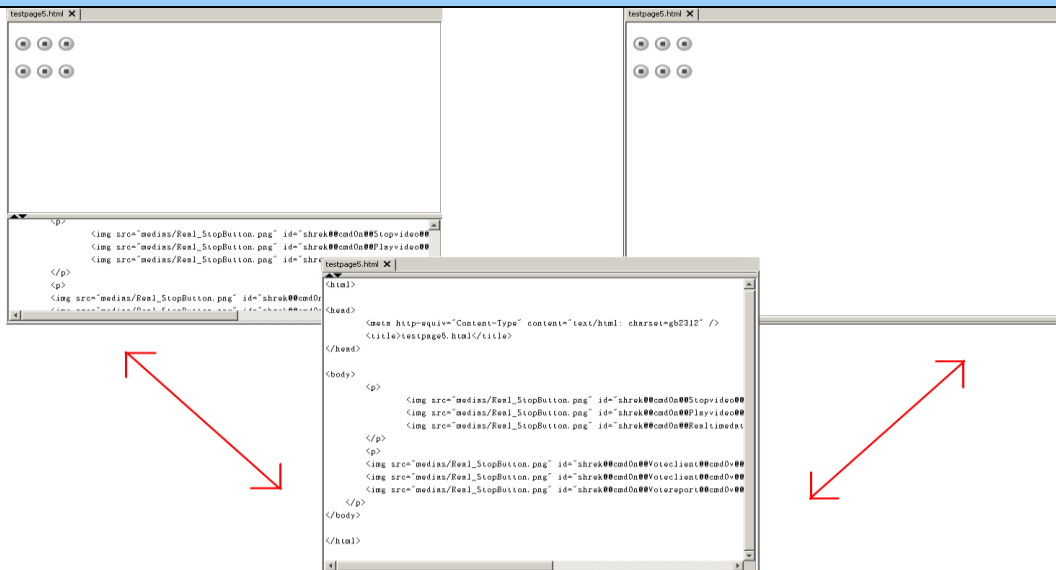 testpage5.html
testpage5.html
<p>
<img src="medias/Real_StopButton.png" id="shrek@@cmdOn@@Stopvideo@@
<img src="medias/Real_StopButton.png" id="shrek@@cmdOn@@Playvideo@@
<img src="medias/Real_StopButton.png" id="shre
</p>
<p>
<img src="medias/Real_StopButton.png" id="shrek@@cmdOn
testpage5.html
<html>
<head>
<meta http-equiv="Content-Type" content="text/html; charset=gb2312" />
<title>testpage5.html</title>
</head>
<body>
<p>
<img src="medias/Real_StopButton.png" id="shrek@@cmdOn@@Stopvideo@@
<img src="medias/Real_StopButton.png" id="shrek@@cmdOn@@Playvideo@@
<img src="medias/Real_StopButton.png" id="shrek@@cmdOn@@Realtimedat
</p>
<p>
<img src="medias/Real_StopButton.png" id="shrek@@cmdOn@@Voteclient@@cmdOv@@
<img src="medias/Real_StopButton.png" id="shrek@@cmdOn@@Voteclient@@cmdOv@@
<img src="medias/Real_StopButton.png" id="shrek@@cmdOn@@Votereport@@cmdOv@@
</p>
</body>
</html>